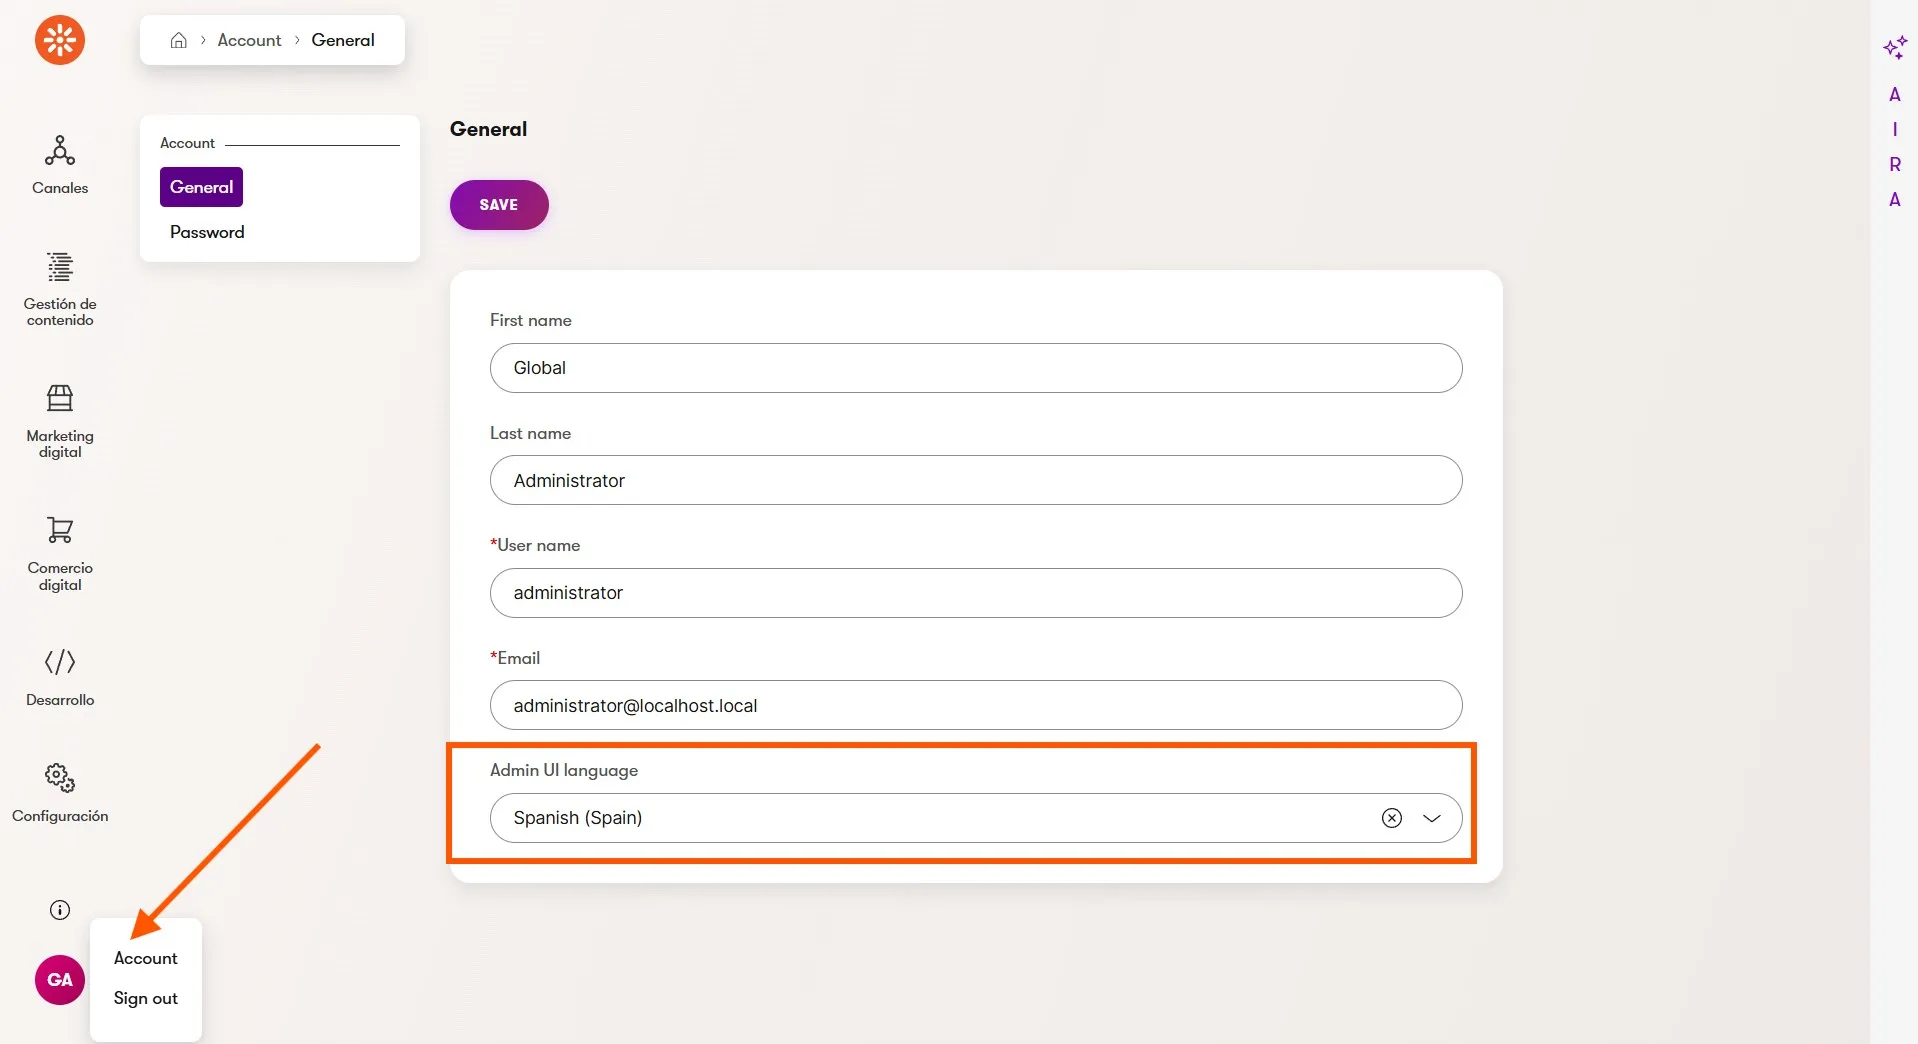 Account
General
Canales
Gestión de
contenido
Marketing
digital
Comercio
digital
Desarrollo
Configuración
GA
Account
Sign out
Account
General
Password
General
SAVE
First name
Global
Last name
Administrator
*User name
administrator
*Email
administrator@localhost.local
Admin UI language
Spanish (Spain)
A
I
R
A